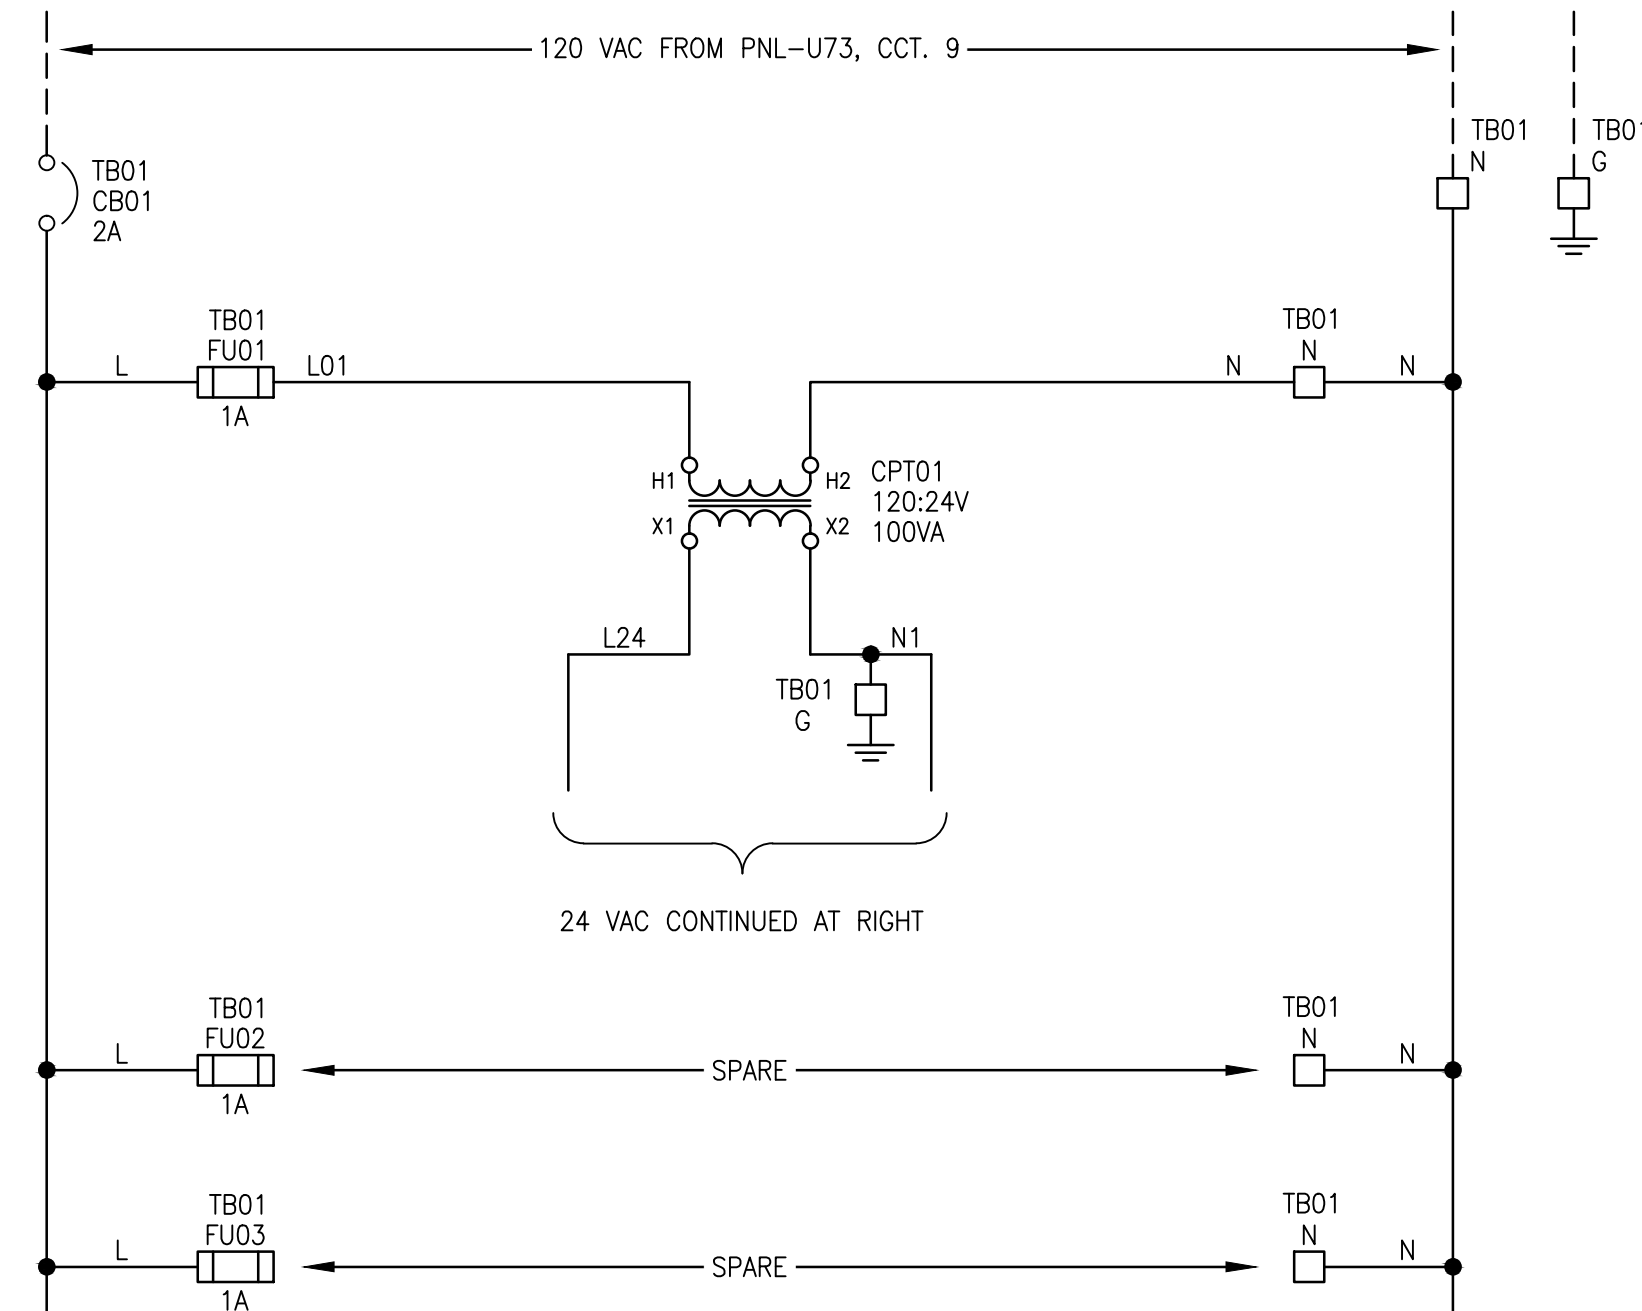 120 VAC FROM PNL-U73, CCT. 9
TB01
N
TB01
G
TB01
CB01
2A
TB01
FU01
L
L01
1A
TB01
N
N
N
H1
H2
X1
X2
CPT01
120:24V
100VA
L24
N1
TB01
G
24 VAC CONTINUED AT RIGHT
TB01
FU02
L
1A
SPARE
TB01
N
N
TB01
FU03
L
1A
SPARE
TB01
N
N